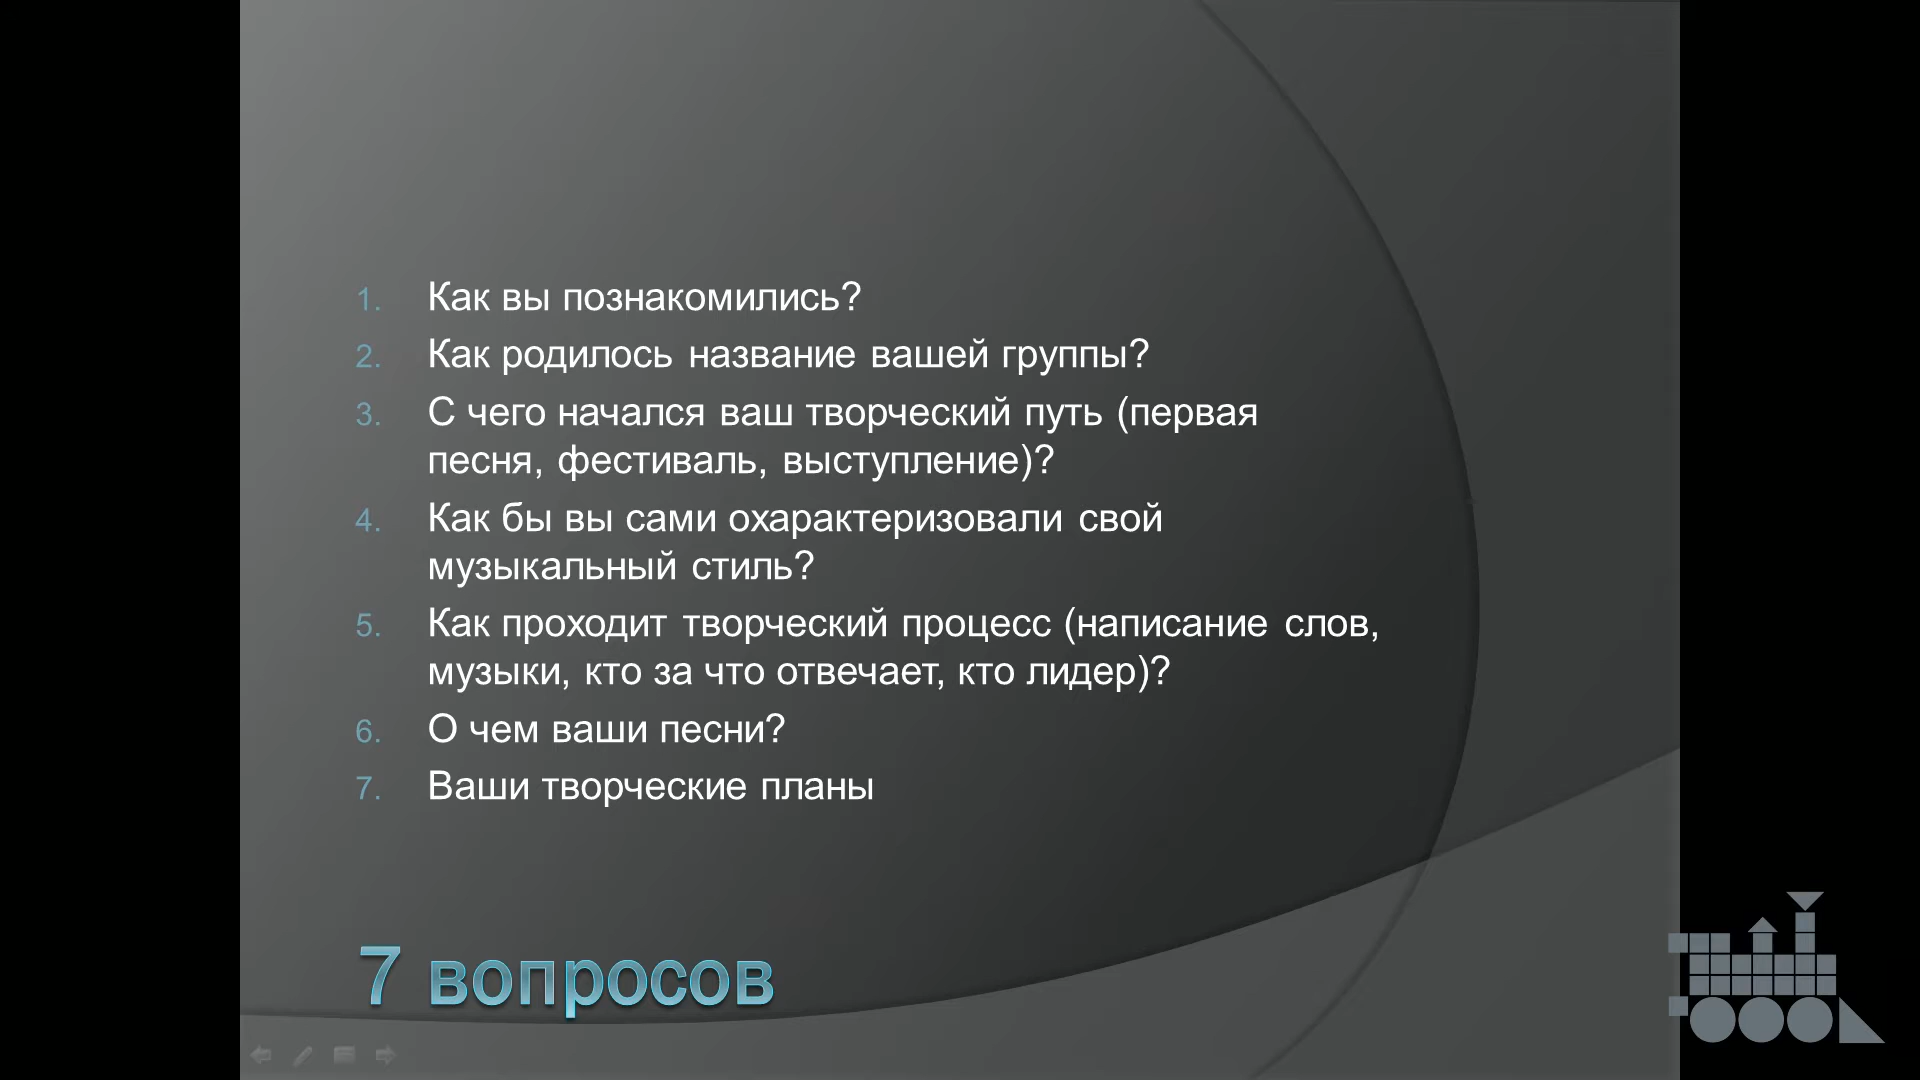 1. Как вы познакомились?
2. Как родилось название вашей группы?
3. С чего начался ваш творческий путь (первая
песня, фестиваль, выступление)?
4. Как бы вы сами охарактеризовали свой
музыкальный стиль?
5. Как проходит творческий процесс (написание слов,
музыки, кто за что отвечает, кто лидер)?
6. О чем ваши песни?
7. Ваши творческие планы
7 вопросов